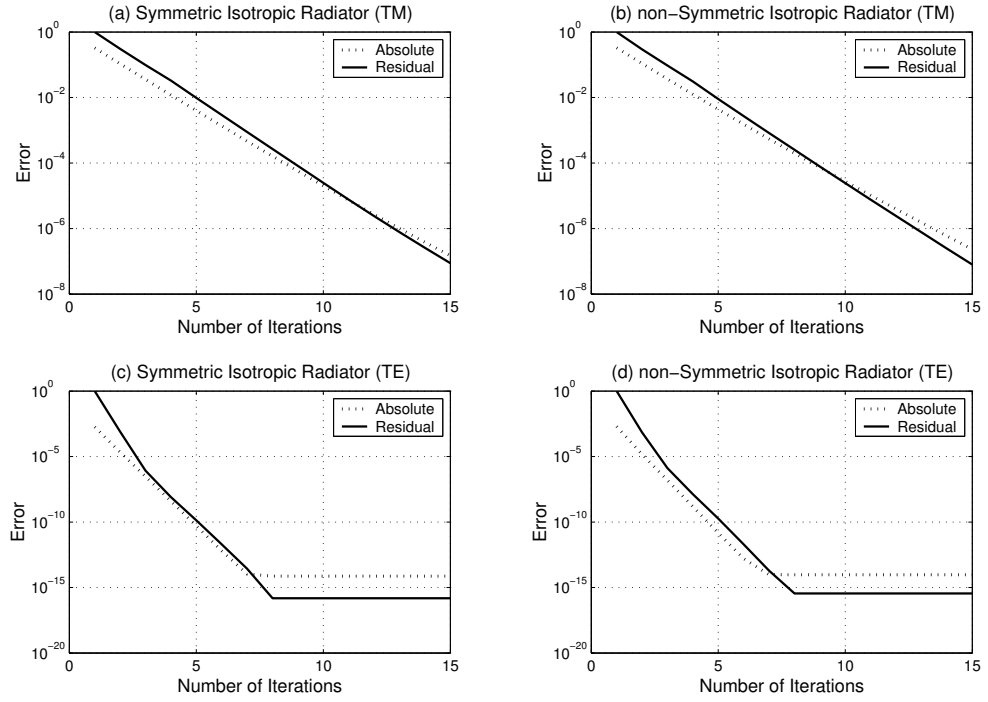 (a) Symmetric Isotropic Radiator (TM)
10^0
10^−2
10^−4
10^−6
10^−8
Error
0
5
10
15
Number of Iterations
Absolute
Residual
(b) non−Symmetric Isotropic Radiator (TM)
10^0
10^−2
10^−4
10^−6
10^−8
Error
0
5
10
15
Number of Iterations
Absolute
Residual
(c) Symmetric Isotropic Radiator (TE)
10^0
10^−5
10^−10
10^−15
10^−20
Error
0
5
10
15
Number of Iterations
Absolute
Residual
(d) non−Symmetric Isotropic Radiator (TE)
10^0
10^−5
10^−10
10^−15
10^−20
Error
0
5
10
15
Number of Iterations
Absolute
Residual